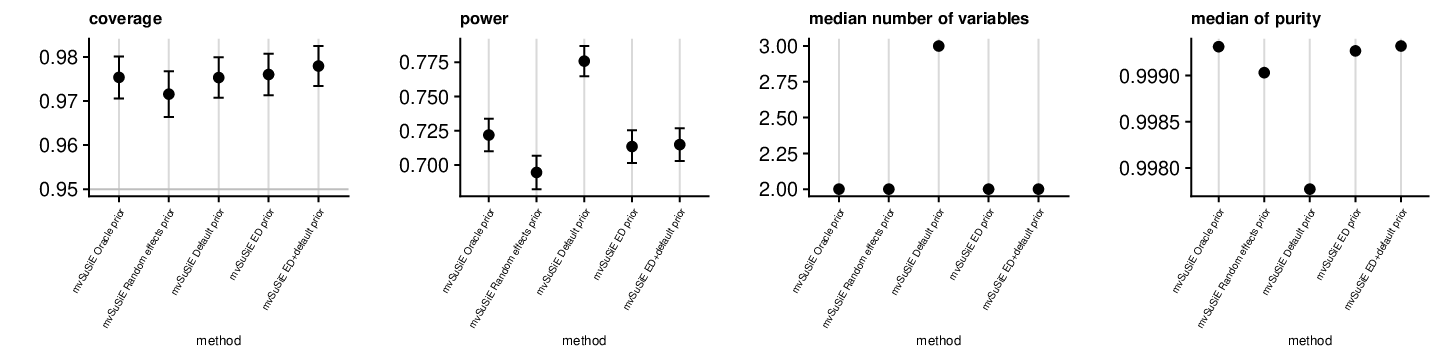 coverage
0.98
0.97
0.96
0.95
mvSuSiE Oracle prior
mvSuSiE Random effects prior
mvSuSiE Default prior
mvSuSiE ED prior
mvSuSiE ED+default prior
method
power
0.775
0.750
0.725
0.700
mvSuSiE Oracle prior
mvSuSiE Random effects prior
mvSuSiE Default prior
mvSuSiE ED prior
mvSuSiE ED+default prior
method
median number of variables
3.00
2.75
2.50
2.25
2.00
mvSuSiE Oracle prior
mvSuSiE Random effects prior
mvSuSiE Default prior
mvSuSiE ED prior
mvSuSiE ED+default prior
method
median of purity
0.9990
0.9985
0.9980
mvSuSiE Oracle prior
mvSuSiE Random effects prior
mvSuSiE Default prior
mvSuSiE ED prior
mvSuSiE ED+default prior
method